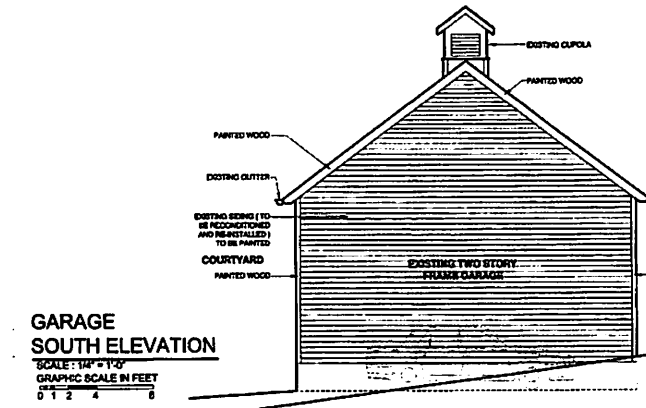 EXISTING CUPOLA
PAINTED WOOD
PAINTED WOOD
EXISTING GUTTER
EXISTING SIDING ( TO
BE RECONDITIONED
AND RE-INSTALLED )
TO BE PAINTED
COURTYARD
PAINTED WOOD
EXISTING TWO STORY
FRAME GARAGE
GARAGE
SOUTH ELEVATION
SCALE : 1/4" = 1'-0"
GRAPHIC SCALE IN FEET
0 1 2 4 8